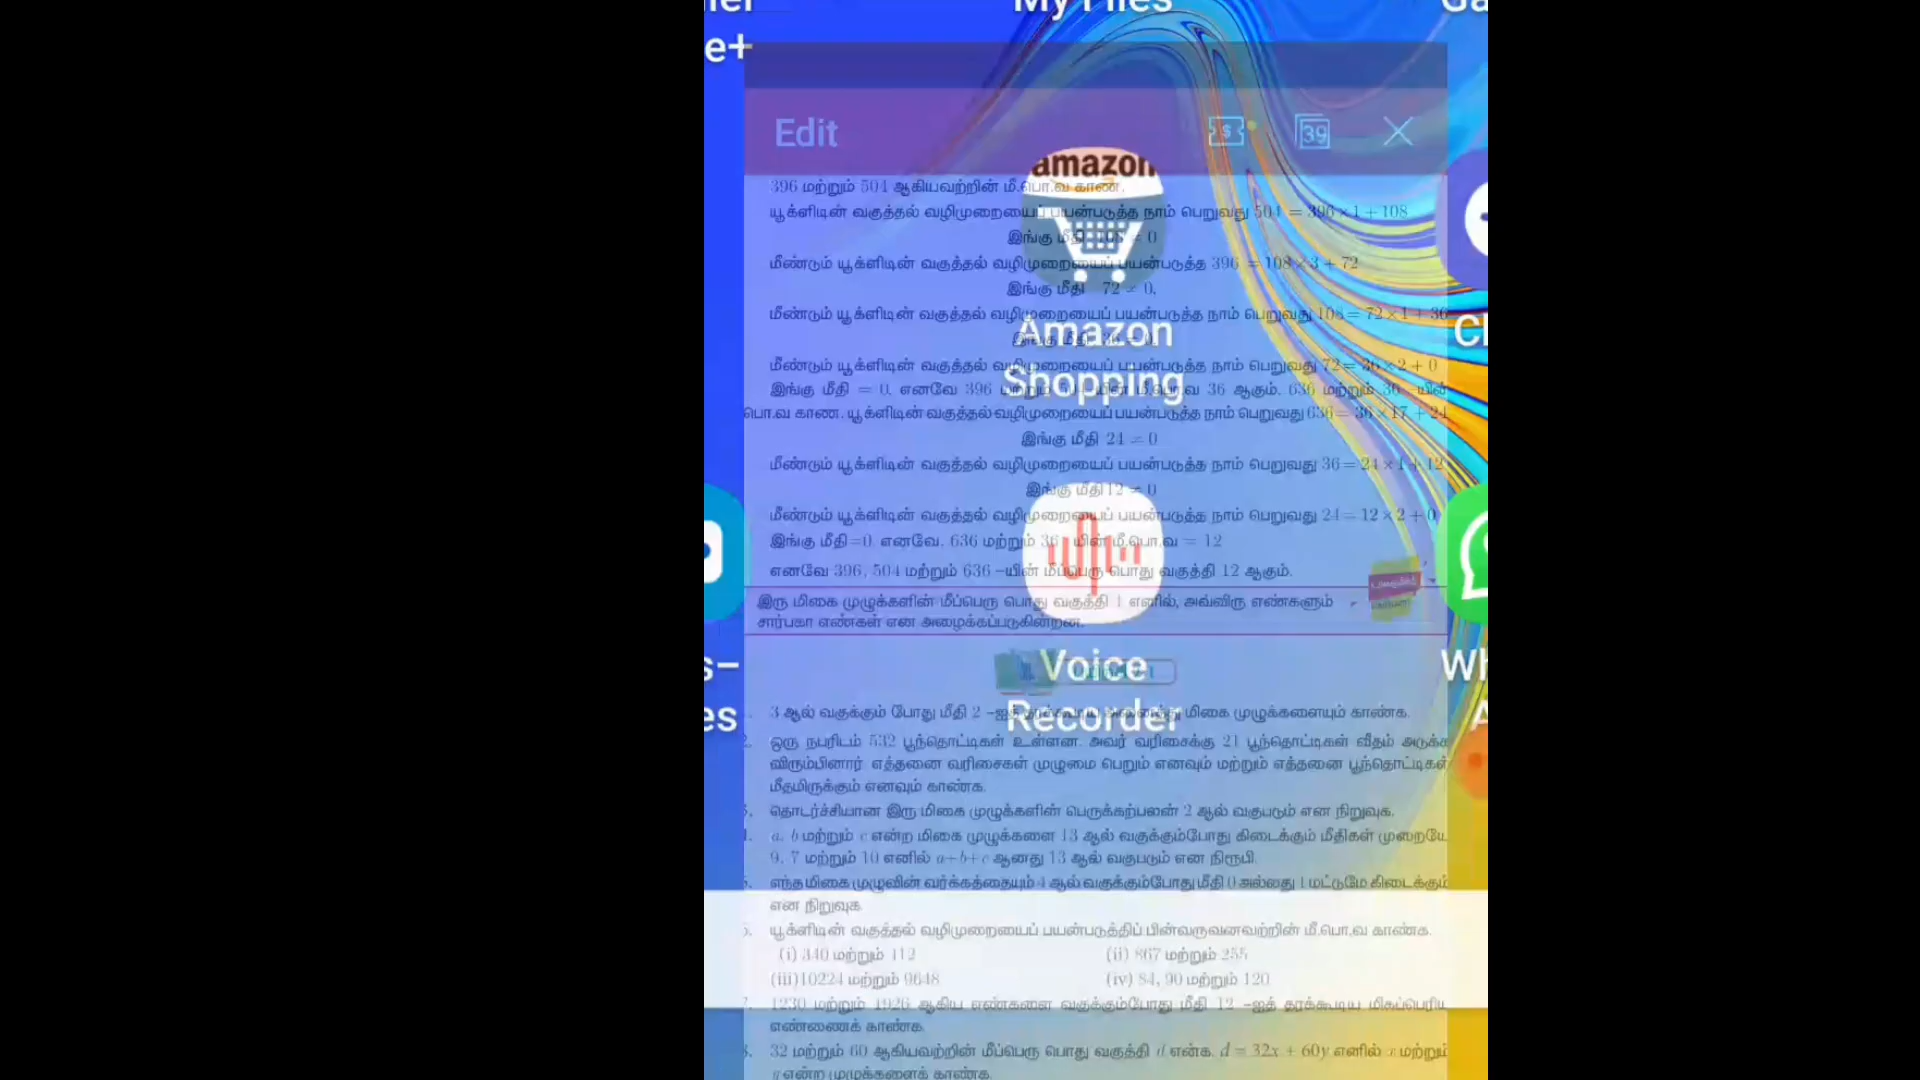 My Files
e+
Edit
39
amazon
396 மற்றும் 504 ஆகியவற்றின் மீ.பொ.வ காண.
யூக்ளிடின் வகுத்தல் வழிமுறையைப் பயன்படுத்த நாம் பெறுவது 504 = 396×1+108
இங்கு மீதி 108 ≠ 0
மீண்டும் யூக்ளிடின் வகுத்தல் வழிமுறையைப் பயன்படுத்த 396 = 108×3+72
இங்கு மீதி 72 ≠ 0,
மீண்டும் யூக்ளிடின் வகுத்தல் வழிமுறையைப் பயன்படுத்த நாம் பெறுவது 108 = 72×1+36
Amazon
Shopping
மீண்டும் யூக்ளிடின் வகுத்தல் வழிமுறையைப் பயன்படுத்த நாம் பெறுவது 72 = 36×2+0
இங்கு மீதி = 0. எனவே 396 மற்றும் 504 யின் மீ.பொ.வ 36 ஆகும். 636 மற்றும் 36 –யின்
பொ.வ காண. யூக்ளிடின் வகுத்தல் வழிமுறையைப் பயன்படுத்த நாம் பெறுவது 636 = 36×17+24
இங்கு மீதி 24 ≠ 0
மீண்டும் யூக்ளிடின் வகுத்தல் வழிமுறையைப் பயன்படுத்த நாம் பெறுவது 36 = 24×1+12
இங்கு மீதி 12 ≠ 0
மீண்டும் யூக்ளிடின் வகுத்தல் வழிமுறையைப் பயன்படுத்த நாம் பெறுவது 24 = 12×2+0
இங்கு மீதி=0. எனவே, 636 மற்றும் 36 யின் மீ.பொ.வ = 12
எனவே 396, 504 மற்றும் 636 –யின் மீப்பெரு பொது வகுத்தி 12 ஆகும்.
இரு மிகை முழுக்களின் மீப்பெரு பொது வகுத்தி 1 எனில், அவ்விரு எண்களும்
சார்பகா எண்கள் என அழைக்கப்படுகின்றன.
Voice
Recorder
3 ஆல் வகுக்கும் போது மீதி 2 –ஐத் மிகை முழுக்களையும் காண்க.
ஒரு நபரிடம் 532 பூந்தொட்டிகள் உள்ளன. அவர் வரிசைக்கு 21 பூந்தொட்டிகள் வீதம் அடுக்க
விரும்பினார். எத்தனை வரிசைகள் முழுமை பெறும் எனவும் மற்றும் எத்தனை பூந்தொட்டிகள்
மீதமிருக்கும் எனவும் காண்க.
தொடர்ச்சியான இரு மிகை முழுக்களின் பெருக்கற்பலன் 2 ஆல் வகுபடும் என நிறுவுக.
a, b மற்றும் c என்ற மிகை முழுக்களை 13 ஆல் வகுக்கும்போது கிடைக்கும் மீதிகள் முறையே
9, 7 மற்றும் 10 எனில் a+b+c ஆனது 13 ஆல் வகுபடும் என நிரூபி.
எந்த மிகை முழுவின் வர்க்கத்தையும் 4 ஆல் வகுக்கும்போது மீதி 0 அல்லது 1 மட்டுமே கிடைக்கும்
என நிறுவுக.
யூக்ளிடின் வகுத்தல் வழிமுறையைப் பயன்படுத்திப் பின்வருவனவற்றின் மீ.பொ.வ காண்க.
(i) 340 மற்றும் 412 (ii) 867 மற்றும் 255
(iii)10224 மற்றும் 9648 (iv) 84, 90 மற்றும் 120
1230 மற்றும் 1926 ஆகிய எண்களை வகுக்கும்போது மீதி 12 –ஐத் தரக்கூடிய மிகப்பெரிய
எண்ணைக் காண்க.
32 மற்றும் 60 ஆகியவற்றின் மீப்பெரு பொது வகுத்தி d என்க. d = 32x + 60y எனில் x மற்றும்
y என்ற முழுக்களைக் காண்க.